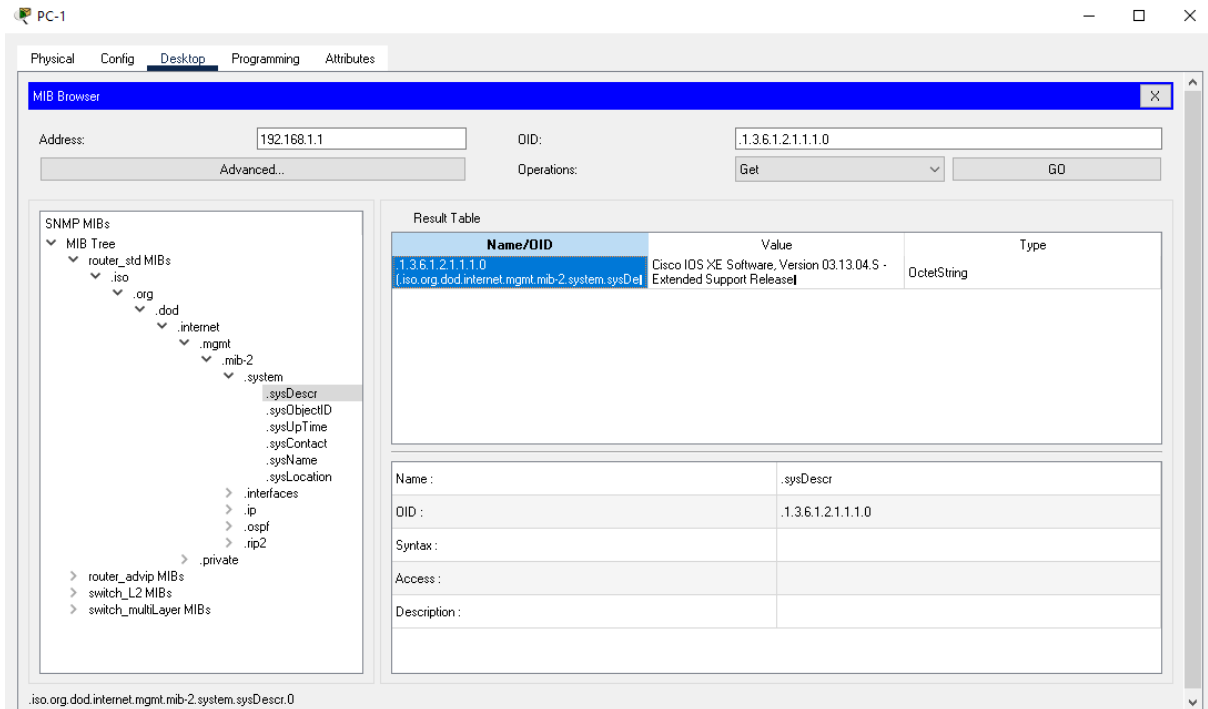 PC-1
Physical Config Desktop Programming Attributes
MIB Browser
X
Address: 192.168.1.1 OID: .1.3.6.1.2.1.1.1.0
Advanced... Operations: Get GO
SNMP MIBs
MIB Tree
router_std MIBs
.iso
.org
.dod
.internet
.mgmt
.mib-2
.system
.sysDescr
.sysObjectID
.sysUpTime
.sysContact
.sysName
.sysLocation
.interfaces
.ip
.ospf
.rip2
.private
router_advip MIBs
switch_L2 MIBs
switch_multiLayer MIBs
Result Table
Name/OID Value Type
.1.3.6.1.2.1.1.1.0 Cisco IOS XE Software, Version 03.13.04.S - OctetString
(.iso.org.dod.internet.mgmt.mib-2.system.sysDe Extended Support Release
Name : .sysDescr
OID : .1.3.6.1.2.1.1.1.0
Syntax :
Access :
Description :
.iso.org.dod.internet.mgmt.mib-2.system.sysDescr.0